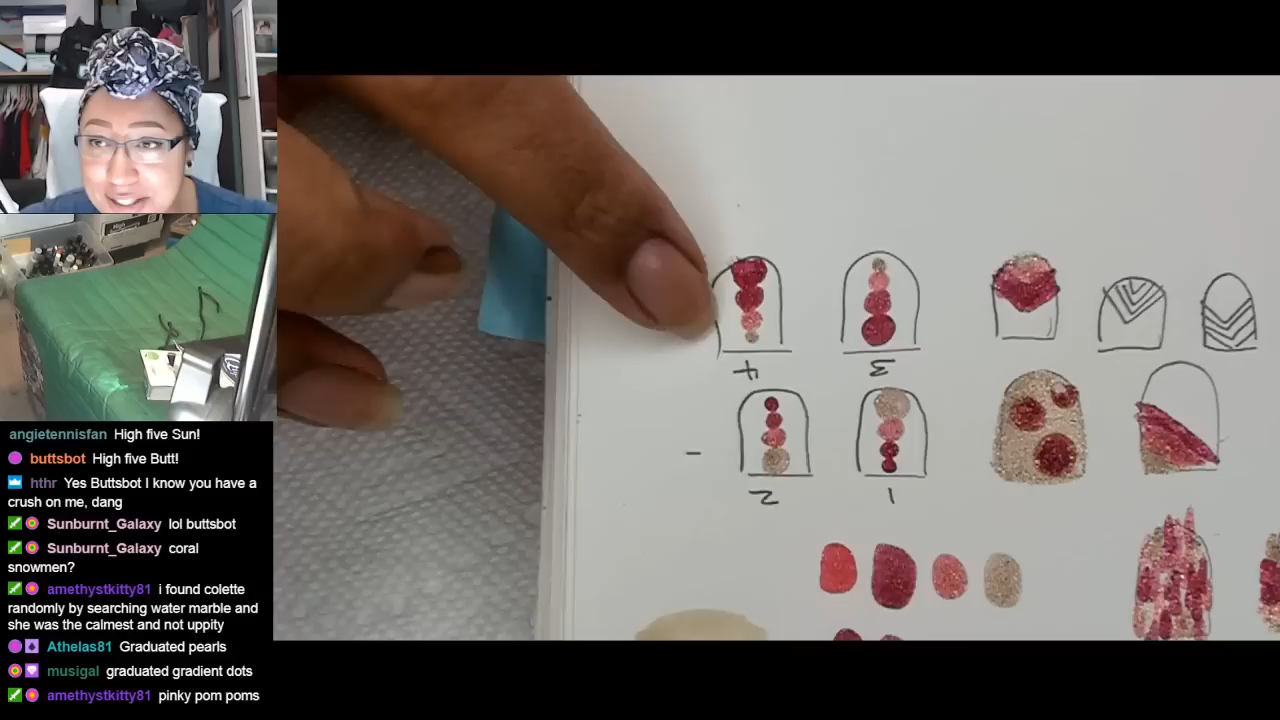 angietennisfan High five Sun!
buttsbot High five Butt!
hthr Yes Buttsbot I know you have a
crush on me, dang
Sunburnt_Galaxy lol buttsbot
Sunburnt_Galaxy coral
snowmen?
amethystkitty81 i found colette
randomly by searching water marble and
she was the calmest and not uppity
Athelas81 Graduated pearls
musigal graduated gradient dots
amethystkitty81 pinky pom poms
4 3
2 1